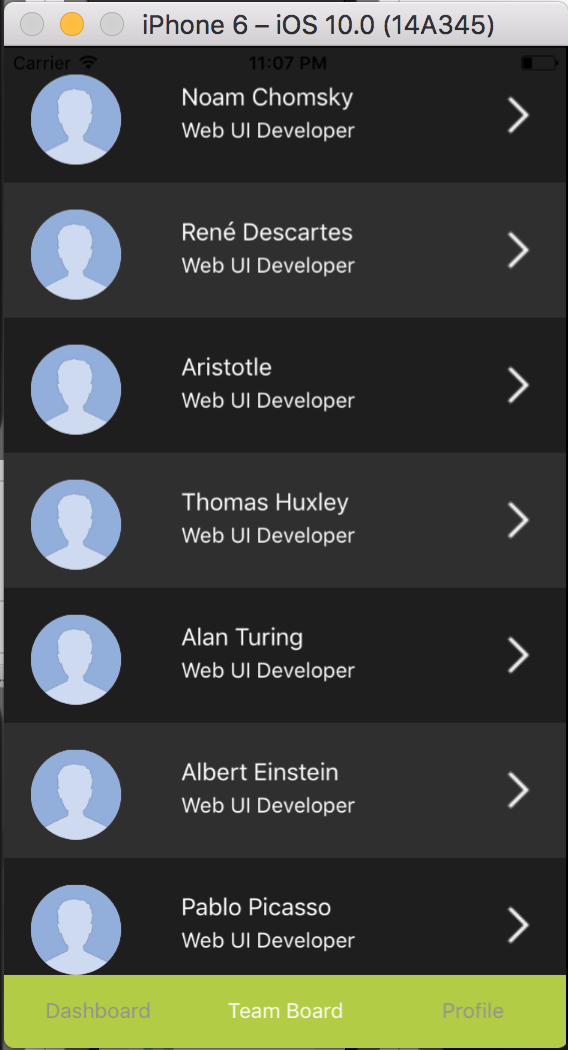 iPhone 6 – iOS 10.0 (14A345)
Carrier 11:07 PM
Noam Chomsky
Web UI Developer
René Descartes
Web UI Developer
Aristotle
Web UI Developer
Thomas Huxley
Web UI Developer
Alan Turing
Web UI Developer
Albert Einstein
Web UI Developer
Pablo Picasso
Web UI Developer
Dashboard Team Board Profile